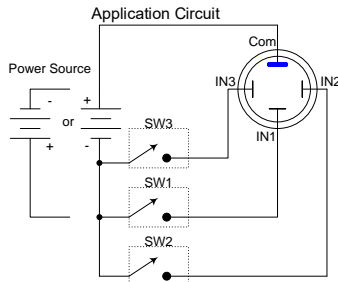 Application Circuit
Com
Power Source
IN3
IN2
- +
or
SW3
IN1
+ -
SW1
SW2